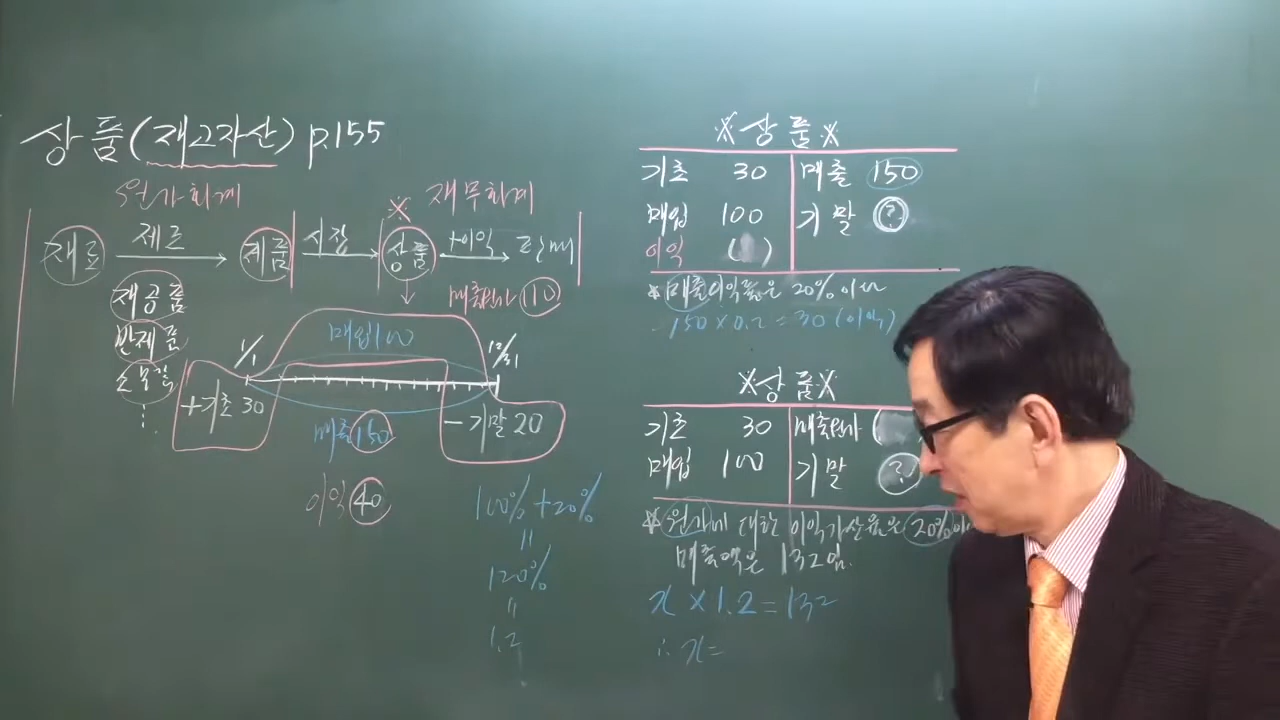 상품(재고자산) p.155
원가회계 재무회계
재료 제조 제품 시장 ※ 상품 +이익 판매
재공품
반제품
소모품
⋮
매출원가 110
1/1 매입 100 12/31
+기초 30
-기말 20
매출 150
이익 40
100% + 20%
"
120%
"
1.2
※상품※
기초 30 매출 150
매입 100 기말 ?
이익 ( )
※ 매출이익률은 20%이다
150 × 0.2 = 30 (이익)
※상품※
기초 30 매출원가 (
매입 100 기말 ?
※ 원가에 대한 이익가산율은 20%이
매출액은 132임.
x × 1.2 = 132
∴ x =